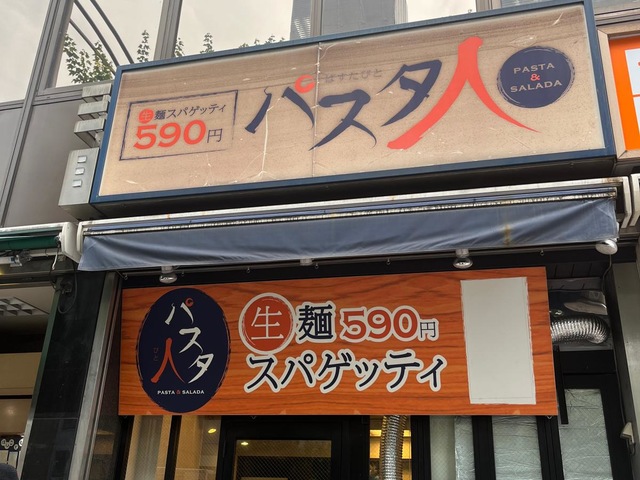 生麺スパゲッティ
590円
ぱすたびと
パスタ人
PASTA
&
SALADA
パスタ
人
びと
PASTA & SALADA
生麺590円
スパゲッティ